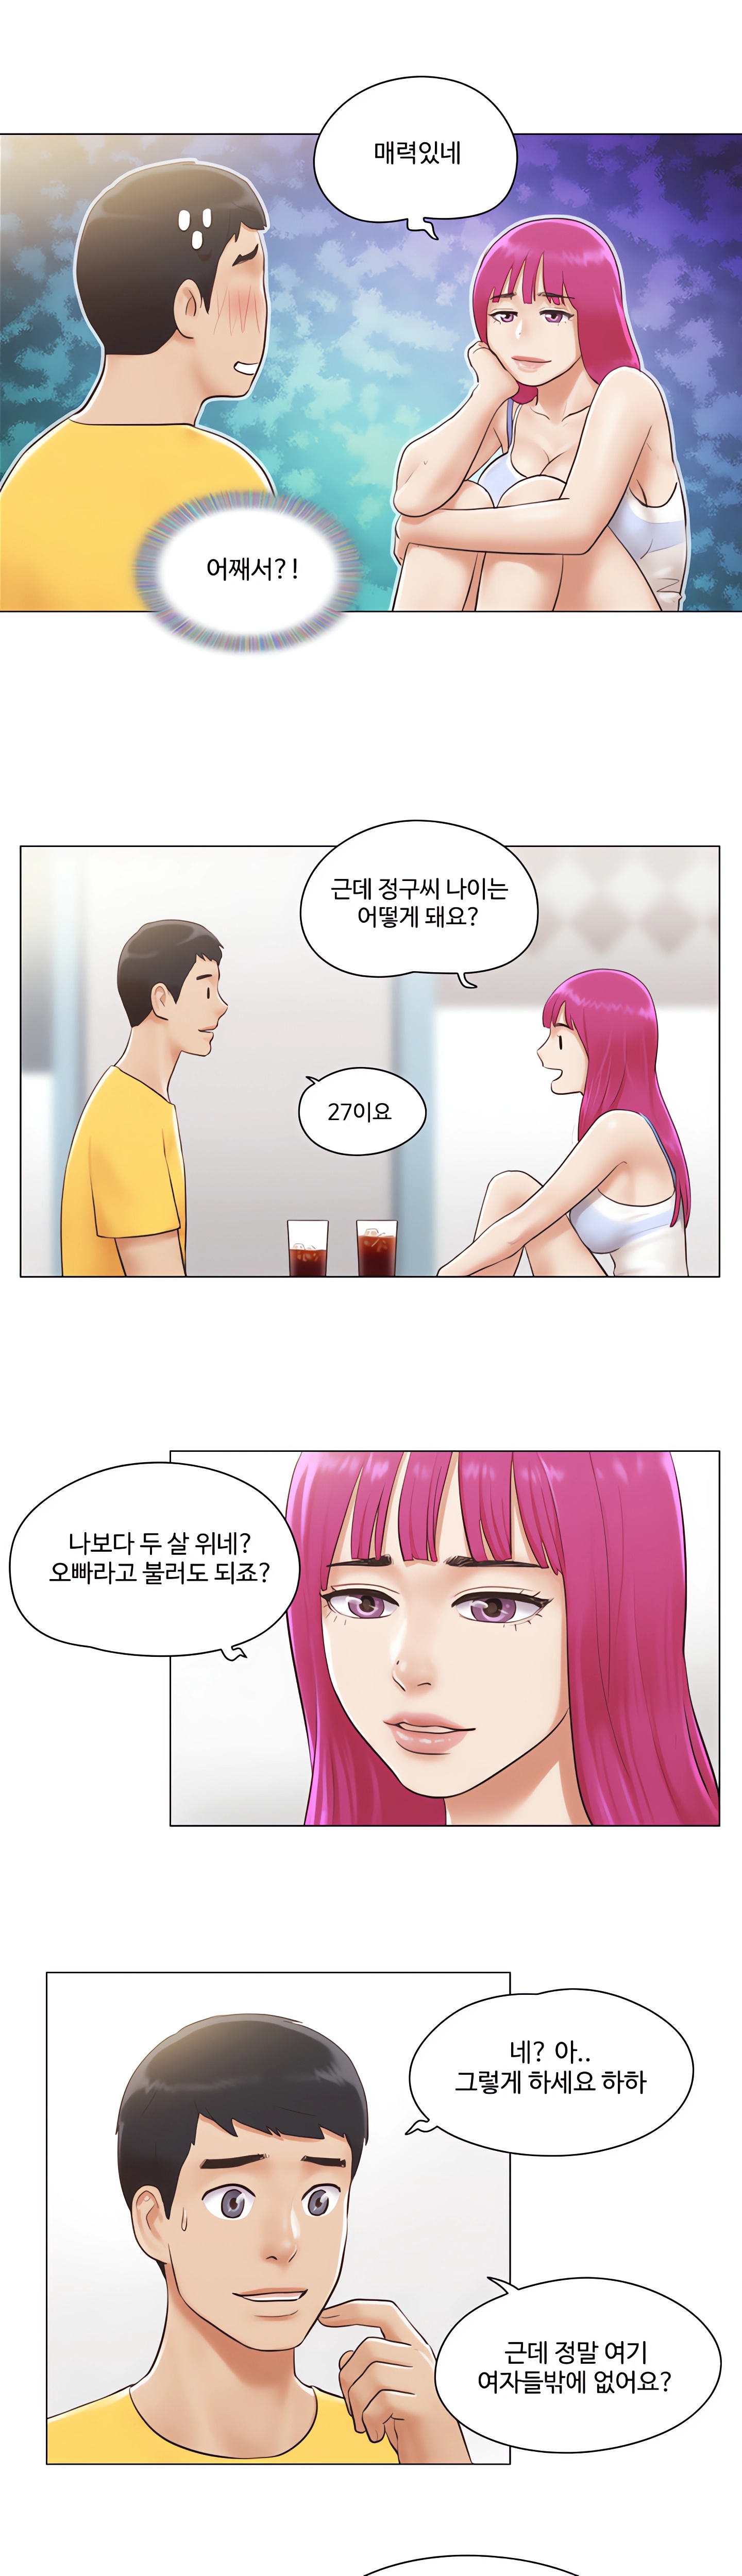 매력있네
어째서?!
근데 정구씨 나이는
어떻게 돼요?
27이요
나보다 두 살 위네?
오빠라고 불러도 되죠?
네? 아..
그렇게 하세요 하하
근데 정말 여기
여자들밖에 없어요?